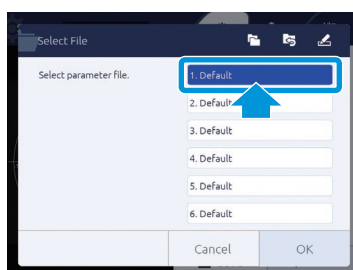 Select File
Select parameter file.
1. Default
2. Default
3. Default
4. Default
5. Default
6. Default
Cancel
OK